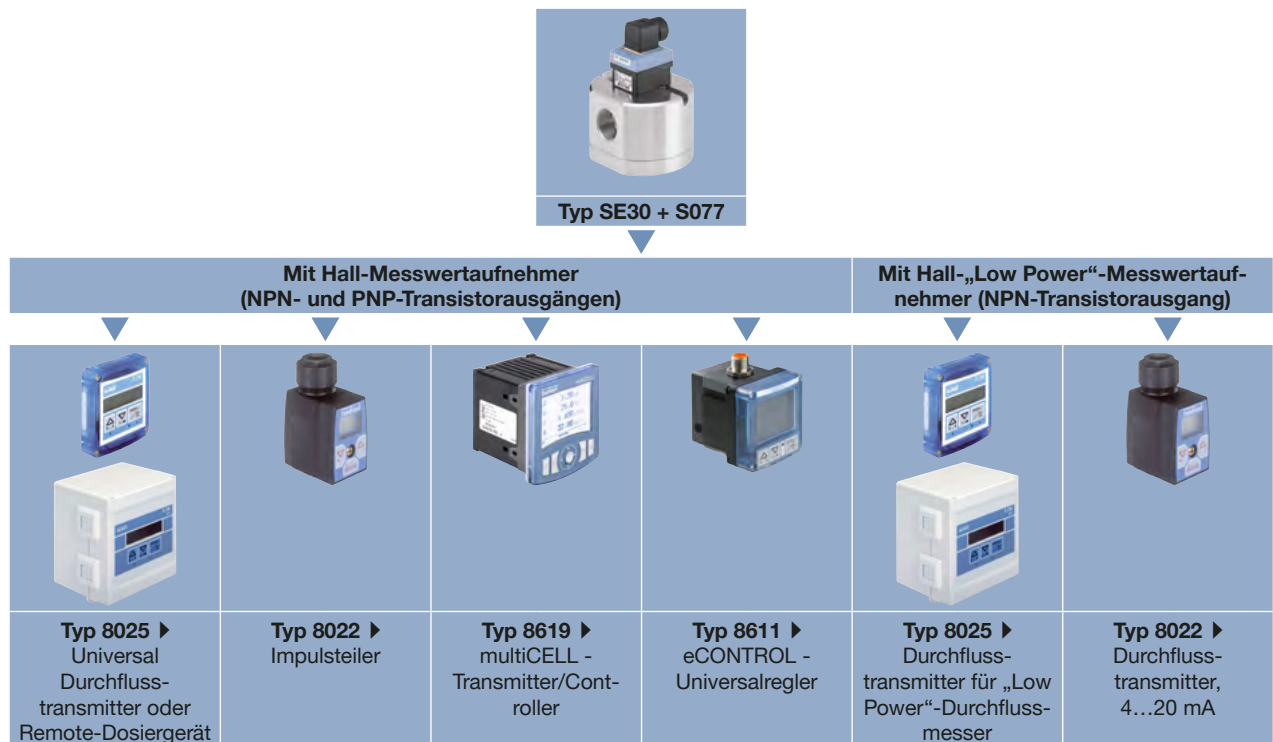 Typ SE30 + S077
Mit Hall-Messwertaufnehmer
(NPN- und PNP-Transistorausgängen)
Mit Hall-„Low Power“-Messwertauf-
nehmer (NPN-Transistorausgang)
Typ 8025
Universal
Durchfluss-
transmitter oder
Remote-Dosiergerät
Typ 8022
Impulsteiler
Typ 8619
multiCELL -
Transmitter/Cont-
roller
Typ 8611
eCONTROL -
Universalregler
Typ 8025
Durchfluss-
transmitter für „Low
Power“-Durchfluss-
messer
Typ 8022
Durchfluss-
transmitter,
4…20 mA